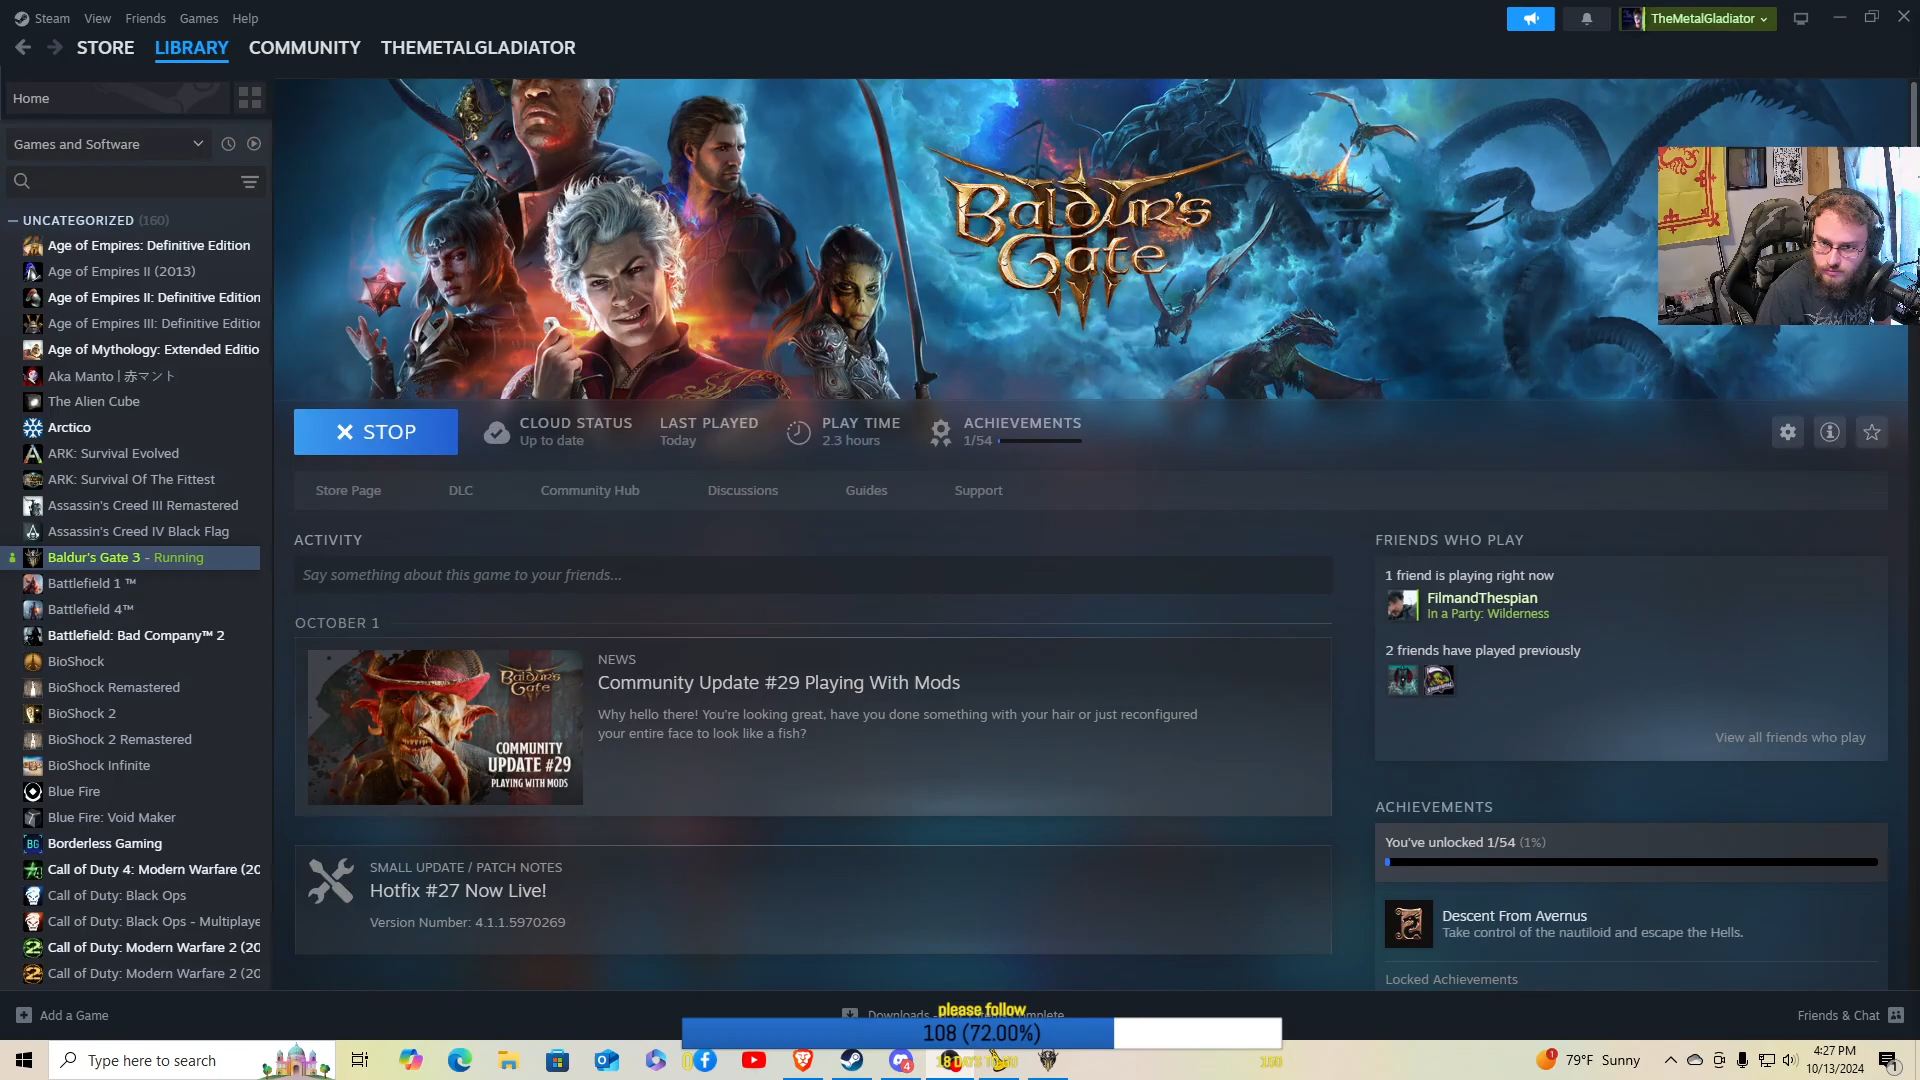 Steam View Friends Games Help
TheMetalGladiator
STORE LIBRARY COMMUNITY THEMETALGLADIATOR
Home
Games and Software
UNCATEGORIZED (160)
Age of Empires: Definitive Edition
Age of Empires II (2013)
Age of Empires II: Definitive Edition
Age of Empires III: Definitive Edition
Age of Mythology: Extended Editio
Aka Manto | 赤マント
The Alien Cube
Arctico
ARK: Survival Evolved
ARK: Survival Of The Fittest
Assassin's Creed III Remastered
Assassin's Creed IV Black Flag
Baldur's Gate 3 - Running
Battlefield 1 ™
Battlefield 4™
Battlefield: Bad Company™ 2
BioShock
BioShock Remastered
BioShock 2
BioShock 2 Remastered
BioShock Infinite
Blue Fire
Blue Fire: Void Maker
BG Borderless Gaming
Call of Duty 4: Modern Warfare (20
Call of Duty: Black Ops
Call of Duty: Black Ops - Multiplaye
Call of Duty: Modern Warfare 2 (20
Call of Duty: Modern Warfare 2 (20
Add a Game
Baldur's
Gate
III
STOP
CLOUD STATUS
Up to date
LAST PLAYED
Today
PLAY TIME
2.3 hours
ACHIEVEMENTS
1/54
Store Page DLC Community Hub Discussions Guides Support
ACTIVITY
Say something about this game to your friends...
OCTOBER 1
Baldur's
Gate
COMMUNITY
UPDATE #29
PLAYING WITH MODS
NEWS
Community Update #29 Playing With Mods
Why hello there! You're looking great, have you done something with your hair or just reconfigured
your entire face to look like a fish?
SMALL UPDATE / PATCH NOTES
Hotfix #27 Now Live!
Version Number: 4.1.1.5970269
FRIENDS WHO PLAY
1 friend is playing right now
FilmandThespian
In a Party: Wilderness
2 friends have played previously
View all friends who play
ACHIEVEMENTS
You've unlocked 1/54 (1%)
Descent From Avernus
Take control of the nautiloid and escape the Hells.
Locked Achievements
Downloads
please follow
108 (72.00%)
0
150
Friends & Chat
Type here to search
4
1
79°F Sunny
4:27 PM
10/13/2024
1